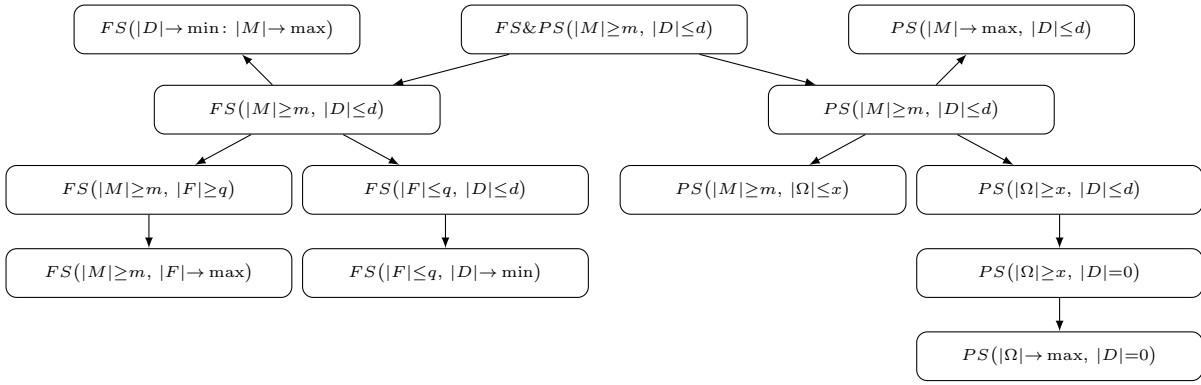 FS(|D|→min: |M|→max)
FS&PS(|M|≥m, |D|≤d)
PS(|M|→max, |D|≤d)
FS(|M|≥m, |D|≤d)
PS(|M|≥m, |D|≤d)
FS(|M|≥m, |F|≥q)
FS(|F|≤q, |D|≤d)
PS(|M|≥m, |Ω|≤x)
PS(|Ω|≥x, |D|≤d)
FS(|M|≥m, |F|→max)
FS(|F|≤q, |D|→min)
PS(|Ω|≥x, |D|=0)
PS(|Ω|→max, |D|=0)